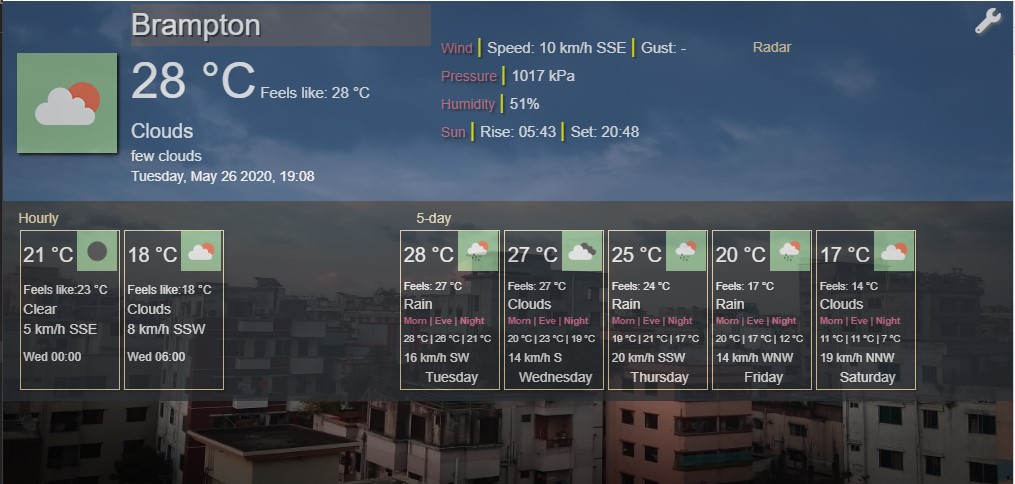 Brampton
28 °C Feels like: 28 °C
Clouds
few clouds
Tuesday, May 26 2020, 19:08
Wind | Speed: 10 km/h SSE | Gust: -
Pressure | 1017 kPa
Humidity | 51%
Sun | Rise: 05:43 | Set: 20:48
Radar
Hourly
21 °C
Feels like:23 °C
Clear
5 km/h SSE
Wed 00:00
18 °C
Feels like:18 °C
Clouds
8 km/h SSW
Wed 06:00
5-day
28 °C
Feels: 27 °C
Rain
Morn | Eve | Night
28 °C | 26 °C | 21 °C
16 km/h SW
Tuesday
27 °C
Feels: 27 °C
Clouds
Morn | Eve | Night
20 °C | 23 °C | 19 °C
14 km/h S
Wednesday
25 °C
Feels: 24 °C
Rain
Morn | Eve | Night
19 °C | 21 °C | 17 °C
20 km/h SSW
Thursday
20 °C
Feels: 17 °C
Rain
Morn | Eve | Night
20 °C | 17 °C | 12 °C
14 km/h WNW
Friday
17 °C
Feels: 14 °C
Clouds
Morn | Eve | Night
11 °C | 11 °C | 7 °C
19 km/h NNW
Saturday